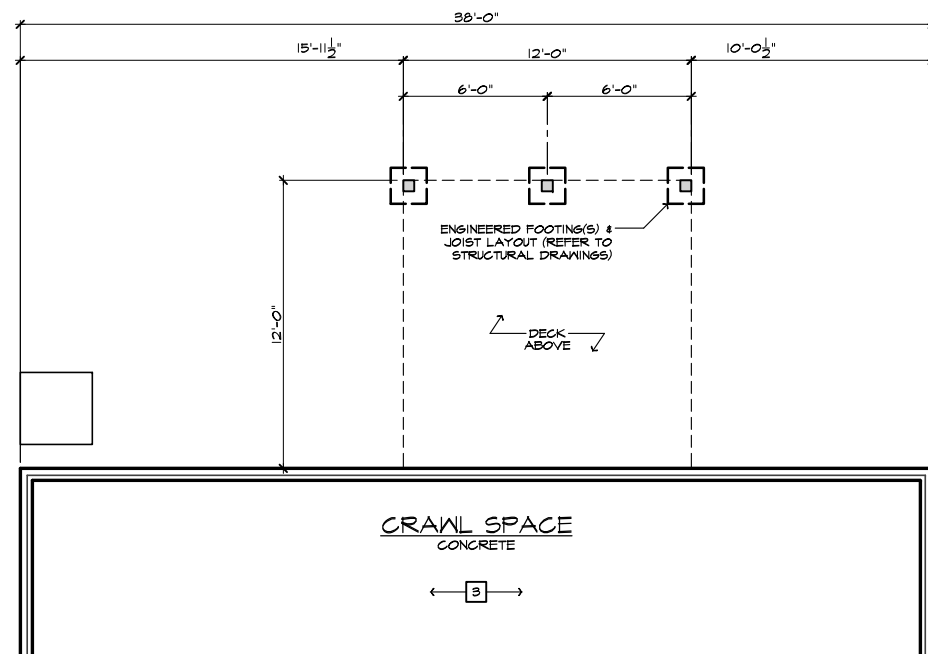 38'-0"
15'-11½"
12'-0"
10'-0½"
6'-0"
6'-0"
ENGINEERED FOOTING(S) &
JOIST LAYOUT (REFER TO
STRUCTURAL DRAWINGS)
12'-0"
DECK
ABOVE
CRAWL SPACE
CONCRETE
3